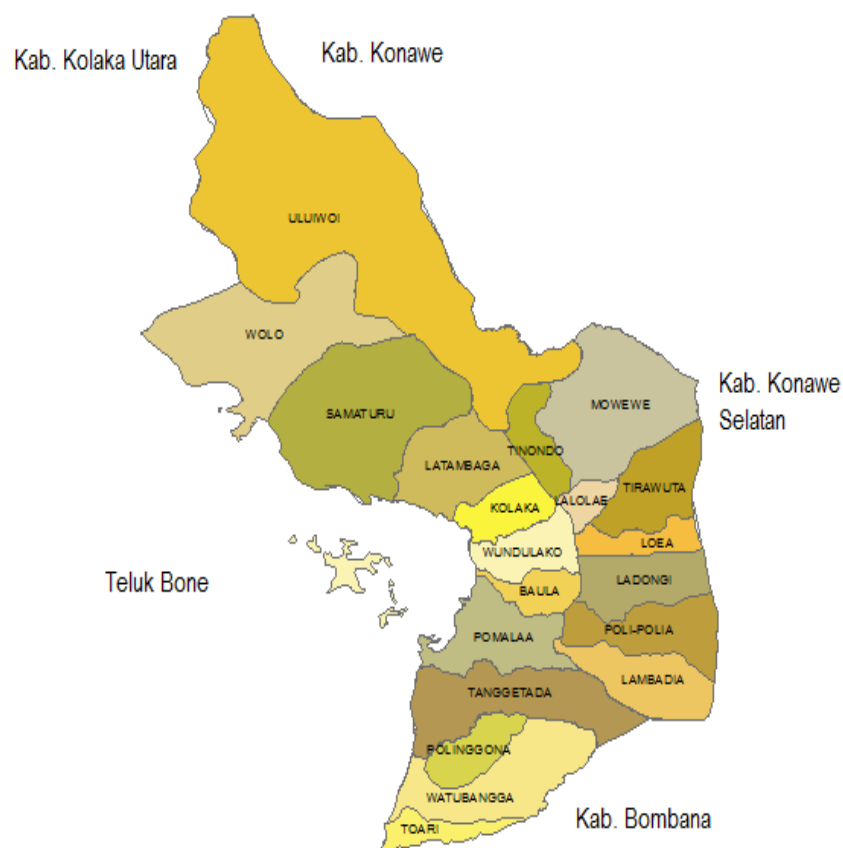 Kab. Kolaka Utara
Kab. Konawe
ULUIWOI
WOLO
Kab. Konawe
Selatan
MOWEWE
SAMATURU
TINONDO
LATAMBAGA
TIRAWUTA
LALOLAE
KOLAKA
LOEA
WUNDULAKO
Teluk Bone
LADONGI
BAULA
POLI-POLIA
POMALAA
LAMBADIA
TANGGETADA
POLINGGONA
WATUBANGGA
Kab. Bombana
TOARI